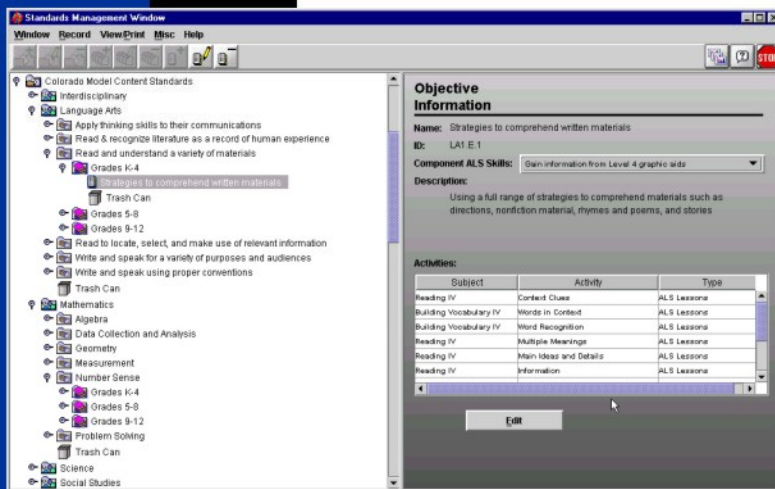 Standards Management Window
Window Record View/Print Misc Help
STOP
Colorado Model Content Standards
Interdisciplinary
Language Arts
Apply thinking skills to their communications
Read & recognize literature as a record of human experience
Read and understand a variety of materials
Grades K-4
Strategies to comprehend written materials
Trash Can
Grades 5-8
Grades 9-12
Read to locate, select, and make use of relevant information
Write and speak for a variety of purposes and audiences
Write and speak using proper conventions
Trash Can
Mathematics
Algebra
Data Collection and Analysis
Geometry
Measurement
Number Sense
Grades K-4
Grades 5-8
Grades 9-12
Problem Solving
Trash Can
Science
Social Studies
Objective
Information
Name: Strategies to comprehend written materials
ID: LA1.E.1
Component ALS Skills: Gain information from Level 4 graphic aids
Description:
Using a full range of strategies to comprehend materials such as
directions, nonfiction material, rhymes and poems, and stories
Activities:
Subject Activity Type
Reading IV Context Clues ALS Lessons
Building Vocabulary IV Words in Context ALS Lessons
Building Vocabulary IV Word Recognition ALS Lessons
Reading IV Multiple Meanings ALS Lessons
Reading IV Main Ideas and Details ALS Lessons
Reading IV Information ALS Lessons
Edit